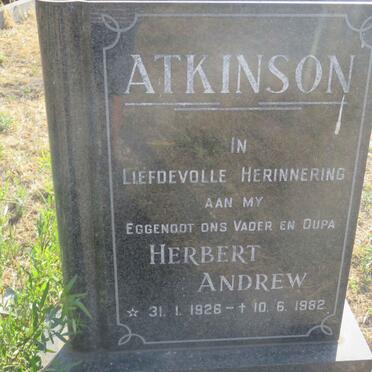 ATKINSON
IN
LIEFDEVOLLE HERINNERING
AAN MY
EGGENOOT ONS VADER EN OUPA
HERBERT
ANDREW
☆ 31. 1. 1926 – † 10. 6. 1982